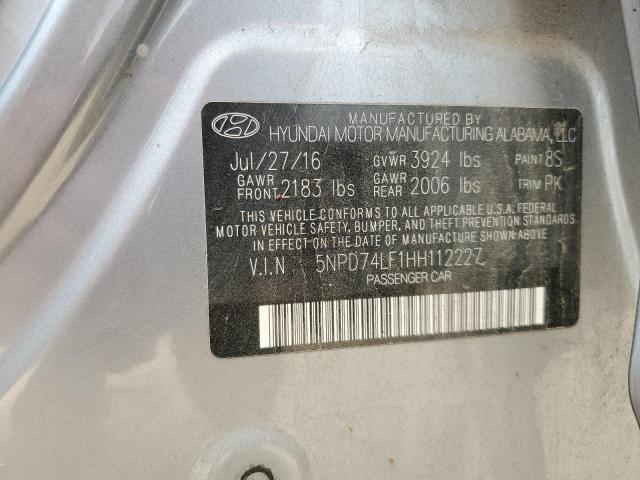 MANUFACTURED BY
HYUNDAI MOTOR MANUFACTURING ALABAMA, LLC
Jul/27/16 GVWR 3924 lbs PAINT 8S
GAWR FRONT 2183 lbs GAWR REAR 2006 lbs TRIM PK
THIS VEHICLE CONFORMS TO ALL APPLICABLE U.S.A. FEDERAL
MOTOR VEHICLE SAFETY, BUMPER, AND THEFT PREVENTION STANDARDS
IN EFFECT ON THE DATE OF MANUFACTURE SHOWN ABOVE.
V.I.N 5NPD74LF1HH112227
PASSENGER CAR